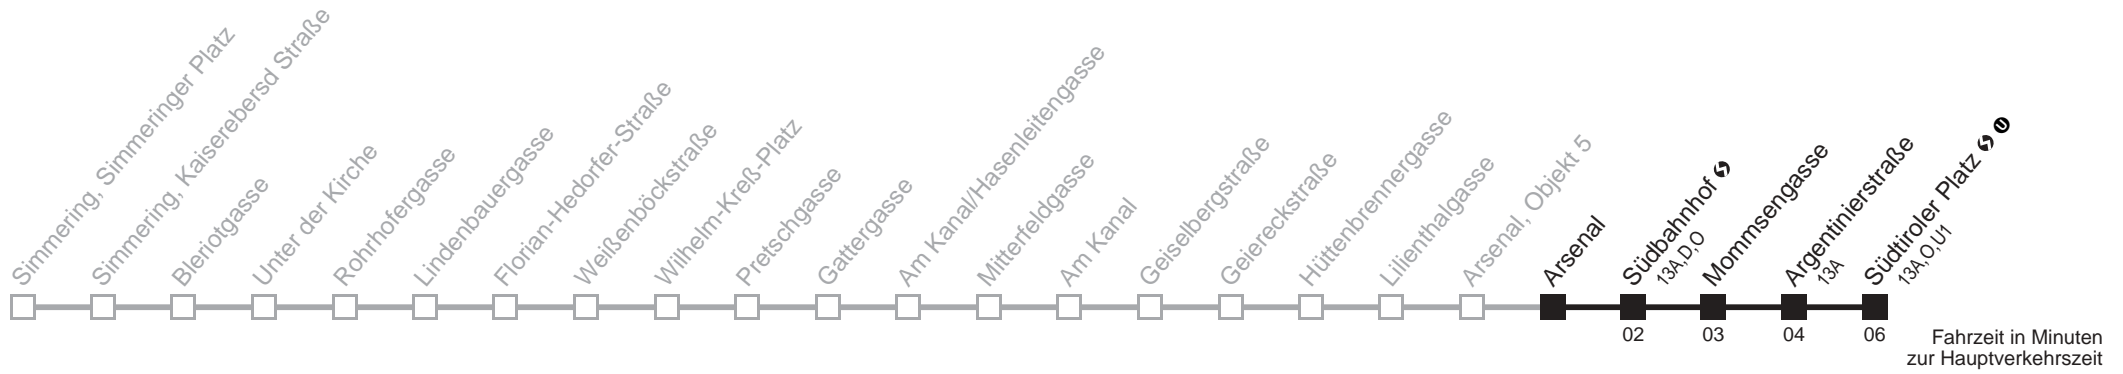 Simmering, Simmeringer Platz
Simmering, Kaiserebersd Straße
Bleriotgasse
Unter der Kirche
Rohrhofergasse
Lindenbauergasse
Florian-Hedorfer-Straße
Weißenböckstraße
Wilhelm-Kreß-Platz
Pretschgasse
Gattergasse
Am Kanal/Hasenleitengasse
Mitterfeldgasse
Am Kanal
Geiselbergstraße
Geiereckstraße
Hüttenbrennergasse
Lilienthalgasse
Arsenal, Objekt 5
Arsenal
Südbahnhof S
13A,D,O
Mommsengasse
Argentinierstraße
13A
Südtiroler Platz S U
13A,O,U1
02 03 04 06
Fahrzeit in Minuten
zur Hauptverkehrszeit